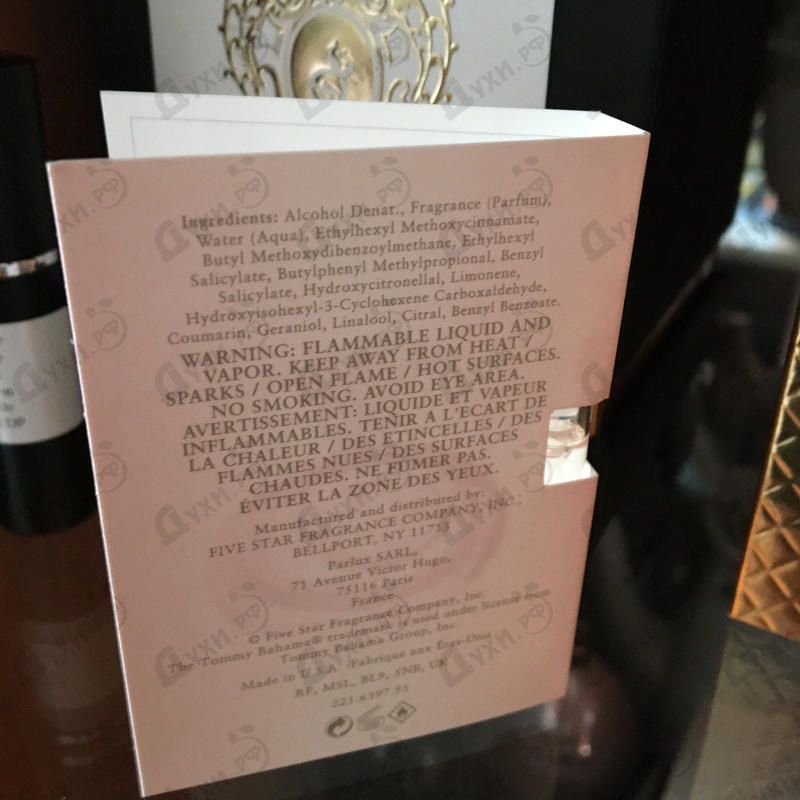 Ingredients: Alcohol Denat., Fragrance (Parfum),
Water (Aqua), Ethylhexyl Methoxycinnamate,
Butyl Methoxydibenzoylmethane, Ethylhexyl
Salicylate, Butylphenyl Methylpropional, Benzyl
Salicylate, Hydroxycitronellal, Limonene,
Hydroxyisohexyl-3-Cyclohexene Carboxaldehyde,
Coumarin, Geraniol, Linalool, Citral, Benzyl Benzoate.
WARNING: FLAMMABLE LIQUID AND
VAPOR. KEEP AWAY FROM HEAT /
SPARKS / OPEN FLAME / HOT SURFACES.
NO SMOKING. AVOID EYE AREA.
AVERTISSEMENT: LIQUIDE ET VAPEUR
INFLAMMABLES. TENIR A L'ECART DE
LA CHALEUR / DES ETINCELLES / DES
FLAMMES NUES / DES SURFACES
CHAUDES. NE FUMER PAS.
ÉVITER LA ZONE DES YEUX.
Manufactured and distributed by:
FIVE STAR FRAGRANCE COMPANY, INC.,
BELLPORT, NY 11713
Parlux SARL,
71 Avenue Victor Hugo,
75116 Paris
France
© Five Star Fragrance Company, Inc.
The Tommy Bahama® trademark is used under license from
Tommy Bahama Group, Inc.
Made in U.S.A./Fabriqué aux États-Unis
RP, MSL, BL9, SNB, UK
221.6397.95
Духи.рф